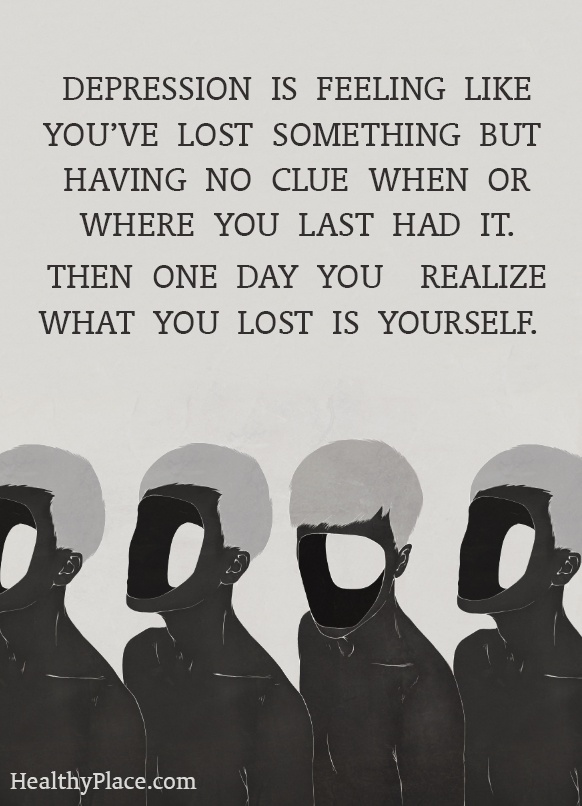 DEPRESSION IS FEELING LIKE
YOU'VE LOST SOMETHING BUT
HAVING NO CLUE WHEN OR
WHERE YOU LAST HAD IT.
THEN ONE DAY YOU REALIZE
WHAT YOU LOST IS YOURSELF.
HealthyPlace.com